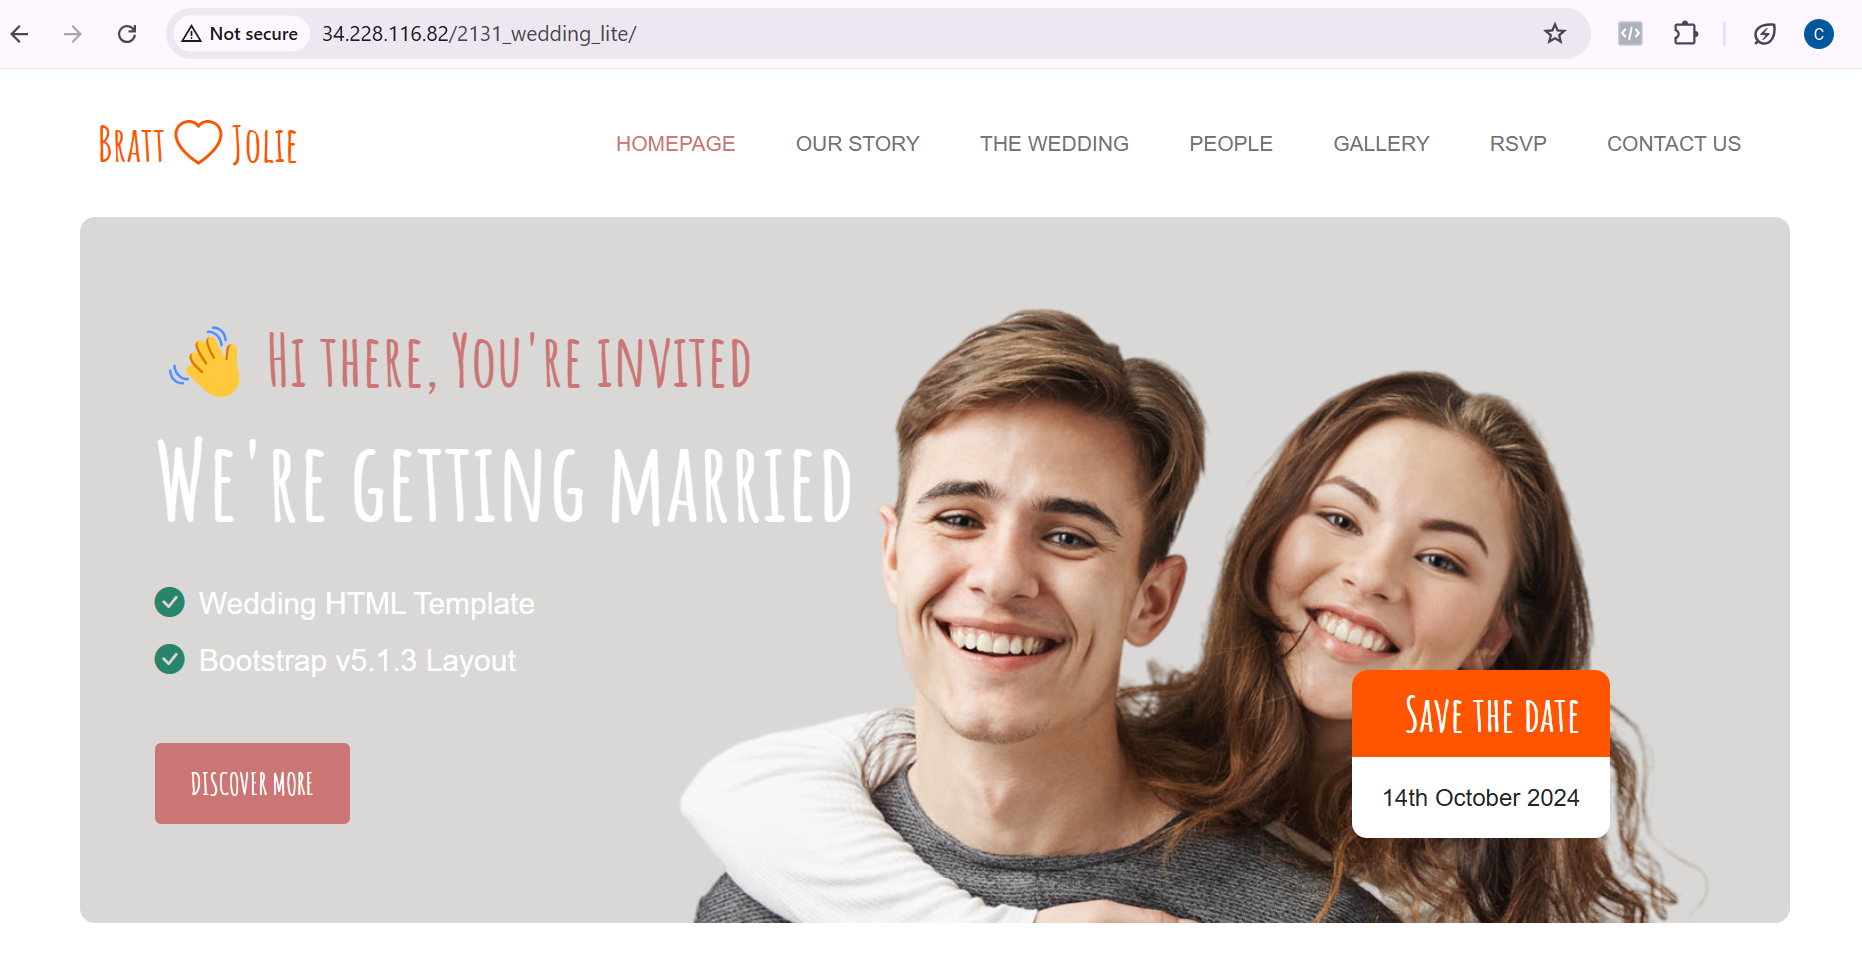 Not secure 34.228.116.82/2131_wedding_lite/
C
Bratt Jolie
HOMEPAGE OUR STORY THE WEDDING PEOPLE GALLERY RSVP CONTACT US
Hi there, You're invited
We're getting married
Wedding HTML Template
Bootstrap v5.1.3 Layout
DISCOVER MORE
Save the date
14th October 2024